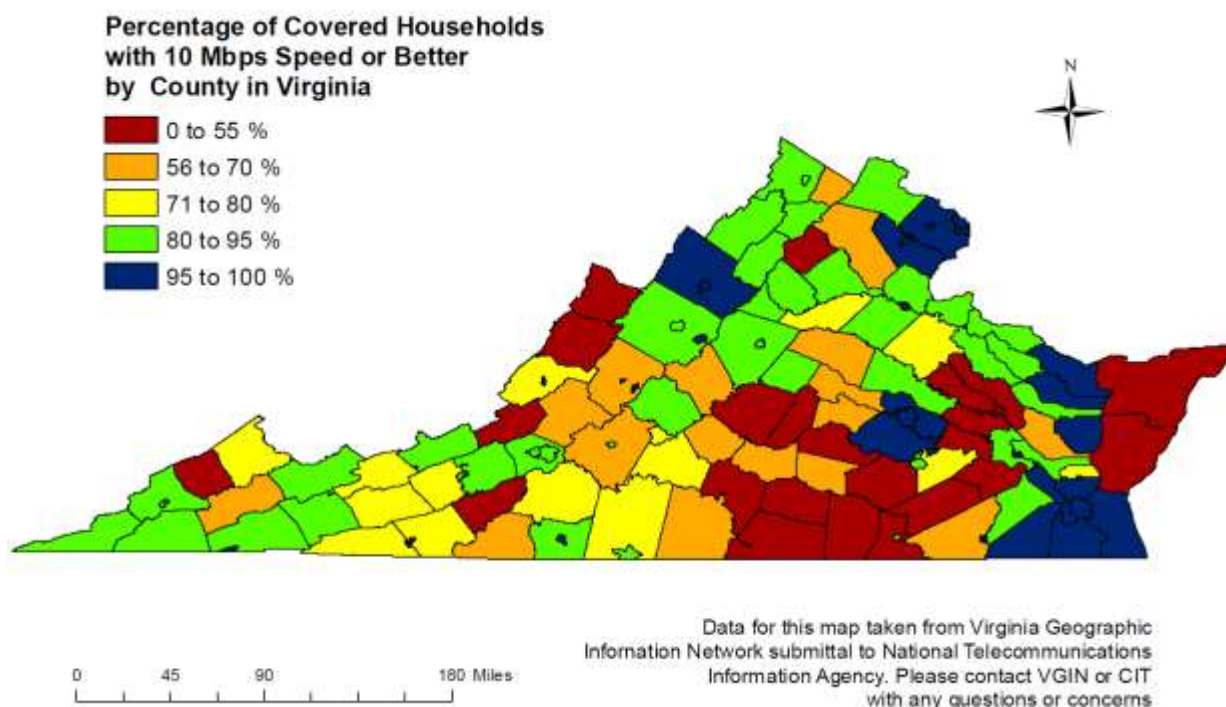 Percentage of Covered Households
with 10 Mbps Speed or Better
by County in Virginia
0 to 55 %
56 to 70 %
71 to 80 %
80 to 95 %
95 to 100 %
N
Data for this map taken from Virginia Geographic
Infornation Network submittal to National Telecommunications
Information Agency. Please contact VGIN or CIT
with any questions or concerns
0 45 90 180 Miles